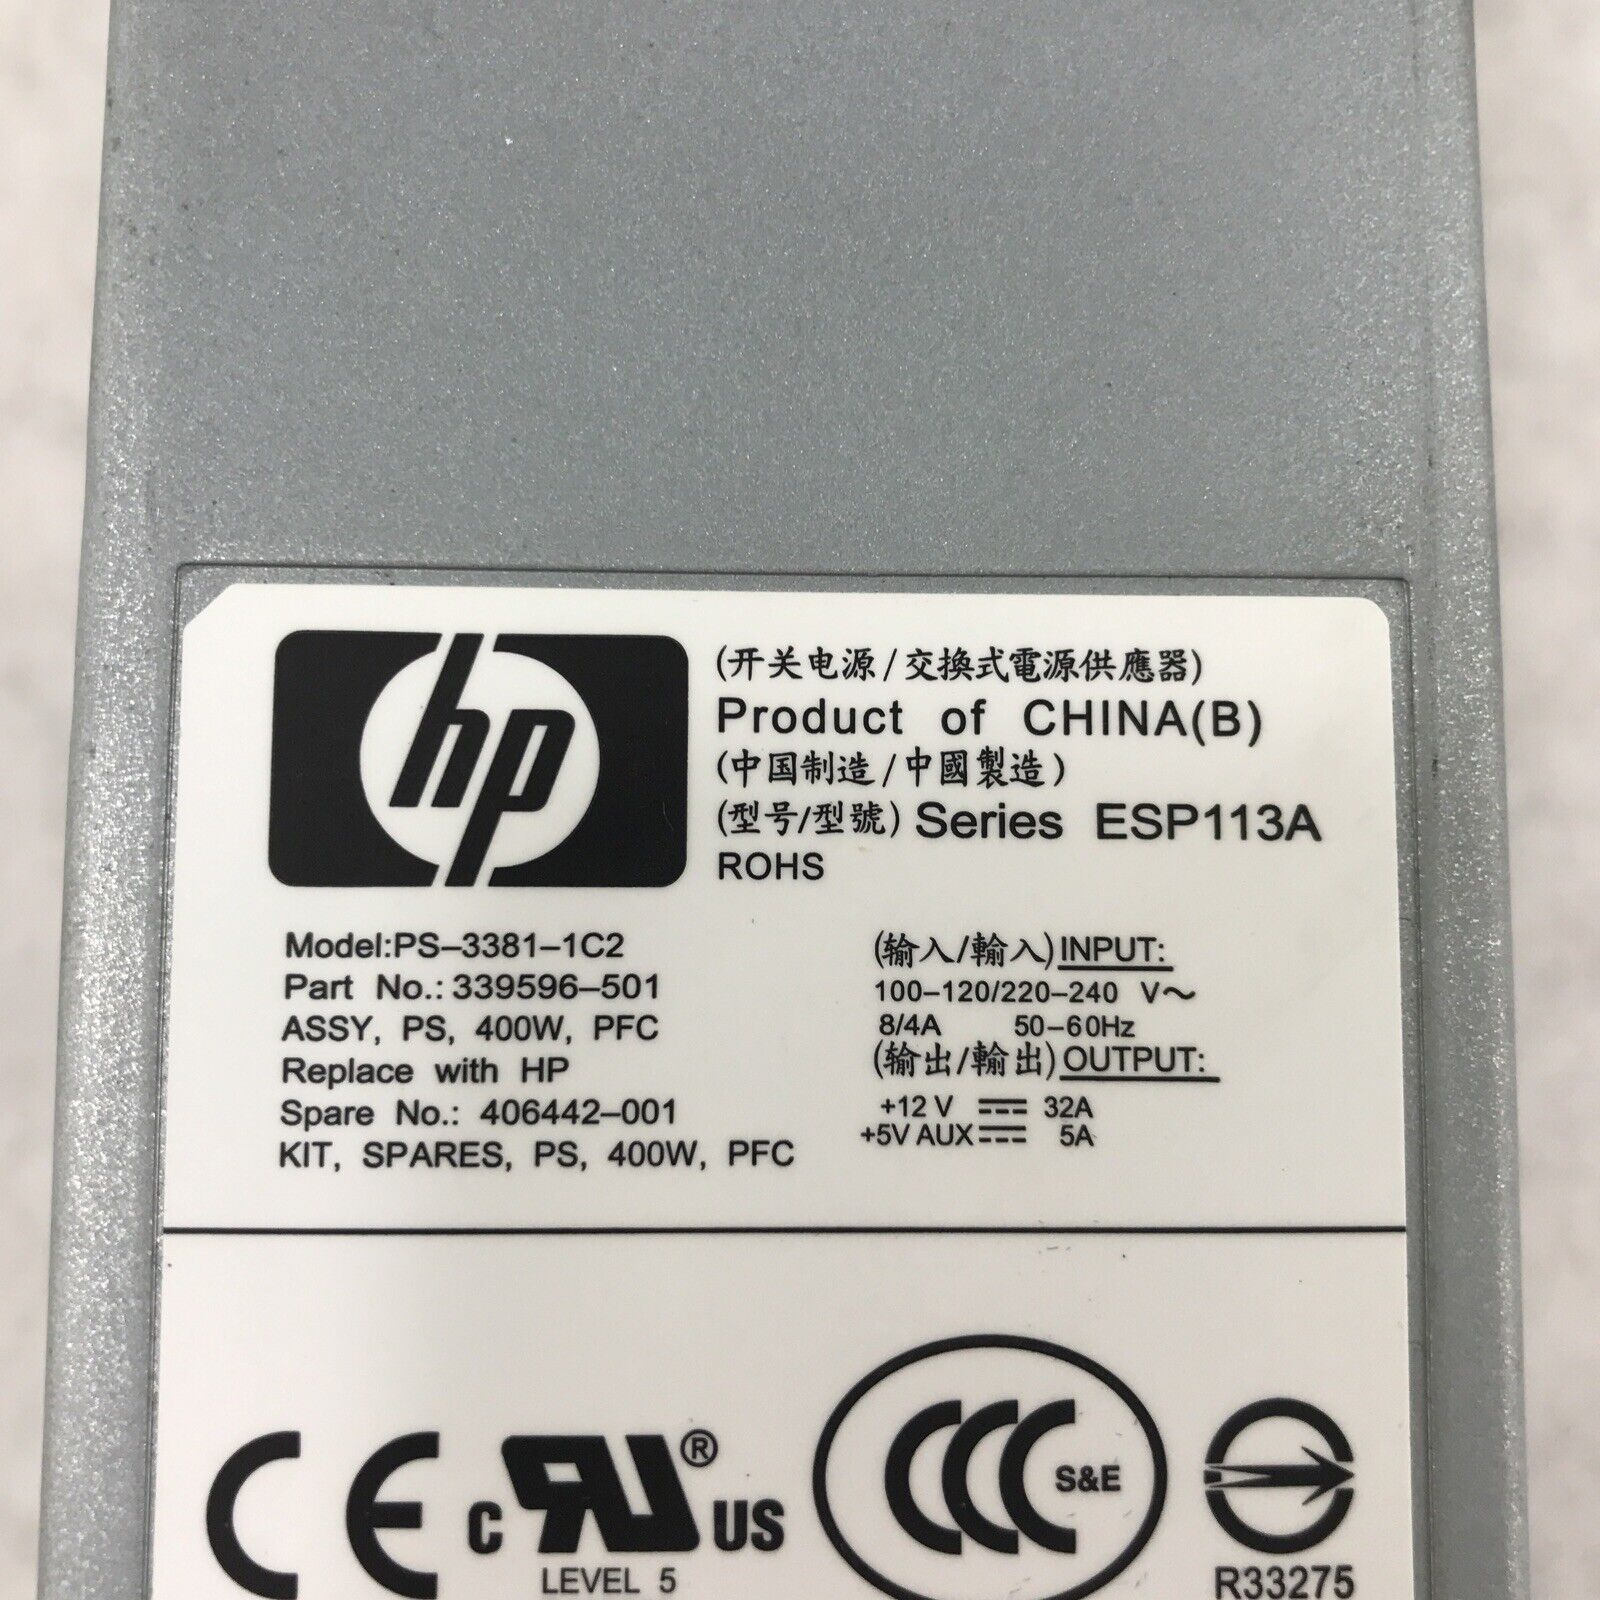 hp
(开关电源/交換式電源供應器)
Product of CHINA(B)
(中国制造/中國製造)
(型号/型號) Series ESP113A
ROHS
Model:PS–3381–1C2
Part No.: 339596–501
ASSY, PS, 400W, PFC
Replace with HP
Spare No.: 406442–001
KIT, SPARES, PS, 400W, PFC
(输入/輸入) INPUT:
100–120/220–240 V～
8/4A 50–60Hz
(输出/輸出) OUTPUT:
+12 V ⎓ 32A
+5V AUX ⎓ 5A
CE
C RU ® US
LEVEL 5
CCC S&E
R33275